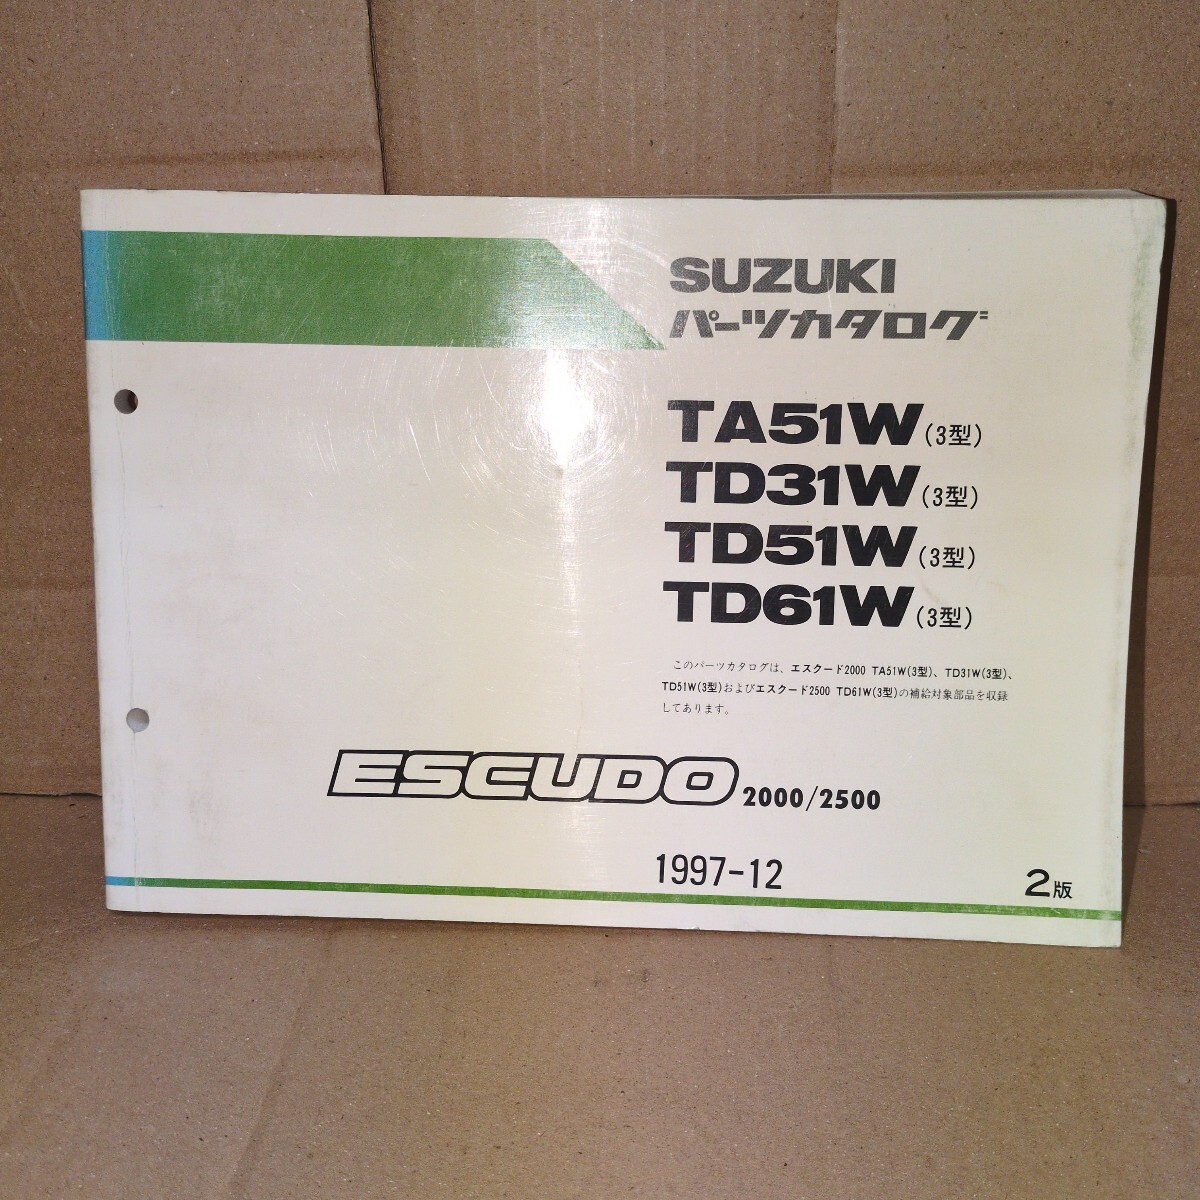 SUZUKI
パーツカタログ
TA51W(3型)
TD31W(3型)
TD51W(3型)
TD61W(3型)
このパーツカタログは、エスクード2000 TA51W(3型)、TD31W(3型)、
TD51W(3型)およびエスクード2500 TD61W(3型)の補給対象部品を収録
してあります。
ESCUDO 2000/2500
1997-12
2版